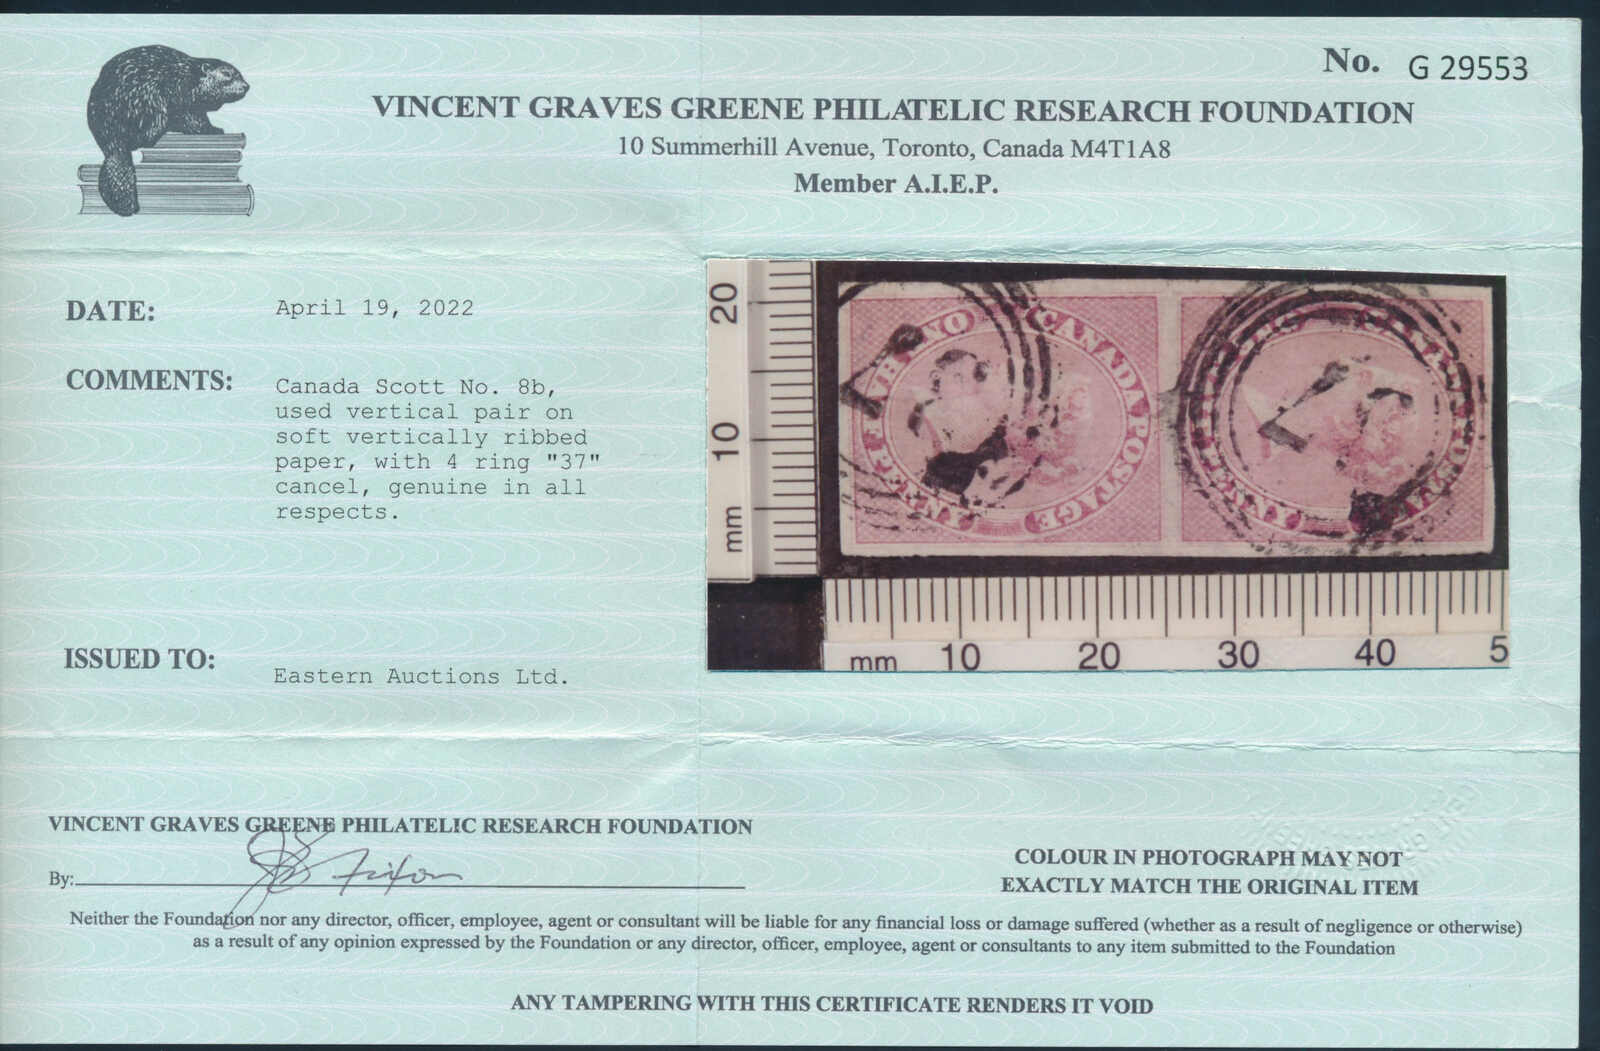 No. G 29553
VINCENT GRAVES GREENE PHILATELIC RESEARCH FOUNDATION
10 Summerhill Avenue, Toronto, Canada M4T1A8
Member A.I.E.P.
DATE: April 19, 2022
COMMENTS: Canada Scott No. 8b,
used vertical pair on
soft vertically ribbed
paper, with 4 ring "37"
cancel, genuine in all
respects.
ISSUED TO: Eastern Auctions Ltd.
20
10
mm
CANADA POSTAGE
ONE HALF PENNY
37
mm 10 20 30 40 5
VINCENT GRAVES GREENE PHILATELIC RESEARCH FOUNDATION
By:
COLOUR IN PHOTOGRAPH MAY NOT
EXACTLY MATCH THE ORIGINAL ITEM
Neither the Foundation nor any director, officer, employee, agent or consultant will be liable for any financial loss or damage suffered (whether as a result of negligence or otherwise)
as a result of any opinion expressed by the Foundation or any director, officer, employee, agent or consultants to any item submitted to the Foundation
ANY TAMPERING WITH THIS CERTIFICATE RENDERS IT VOID